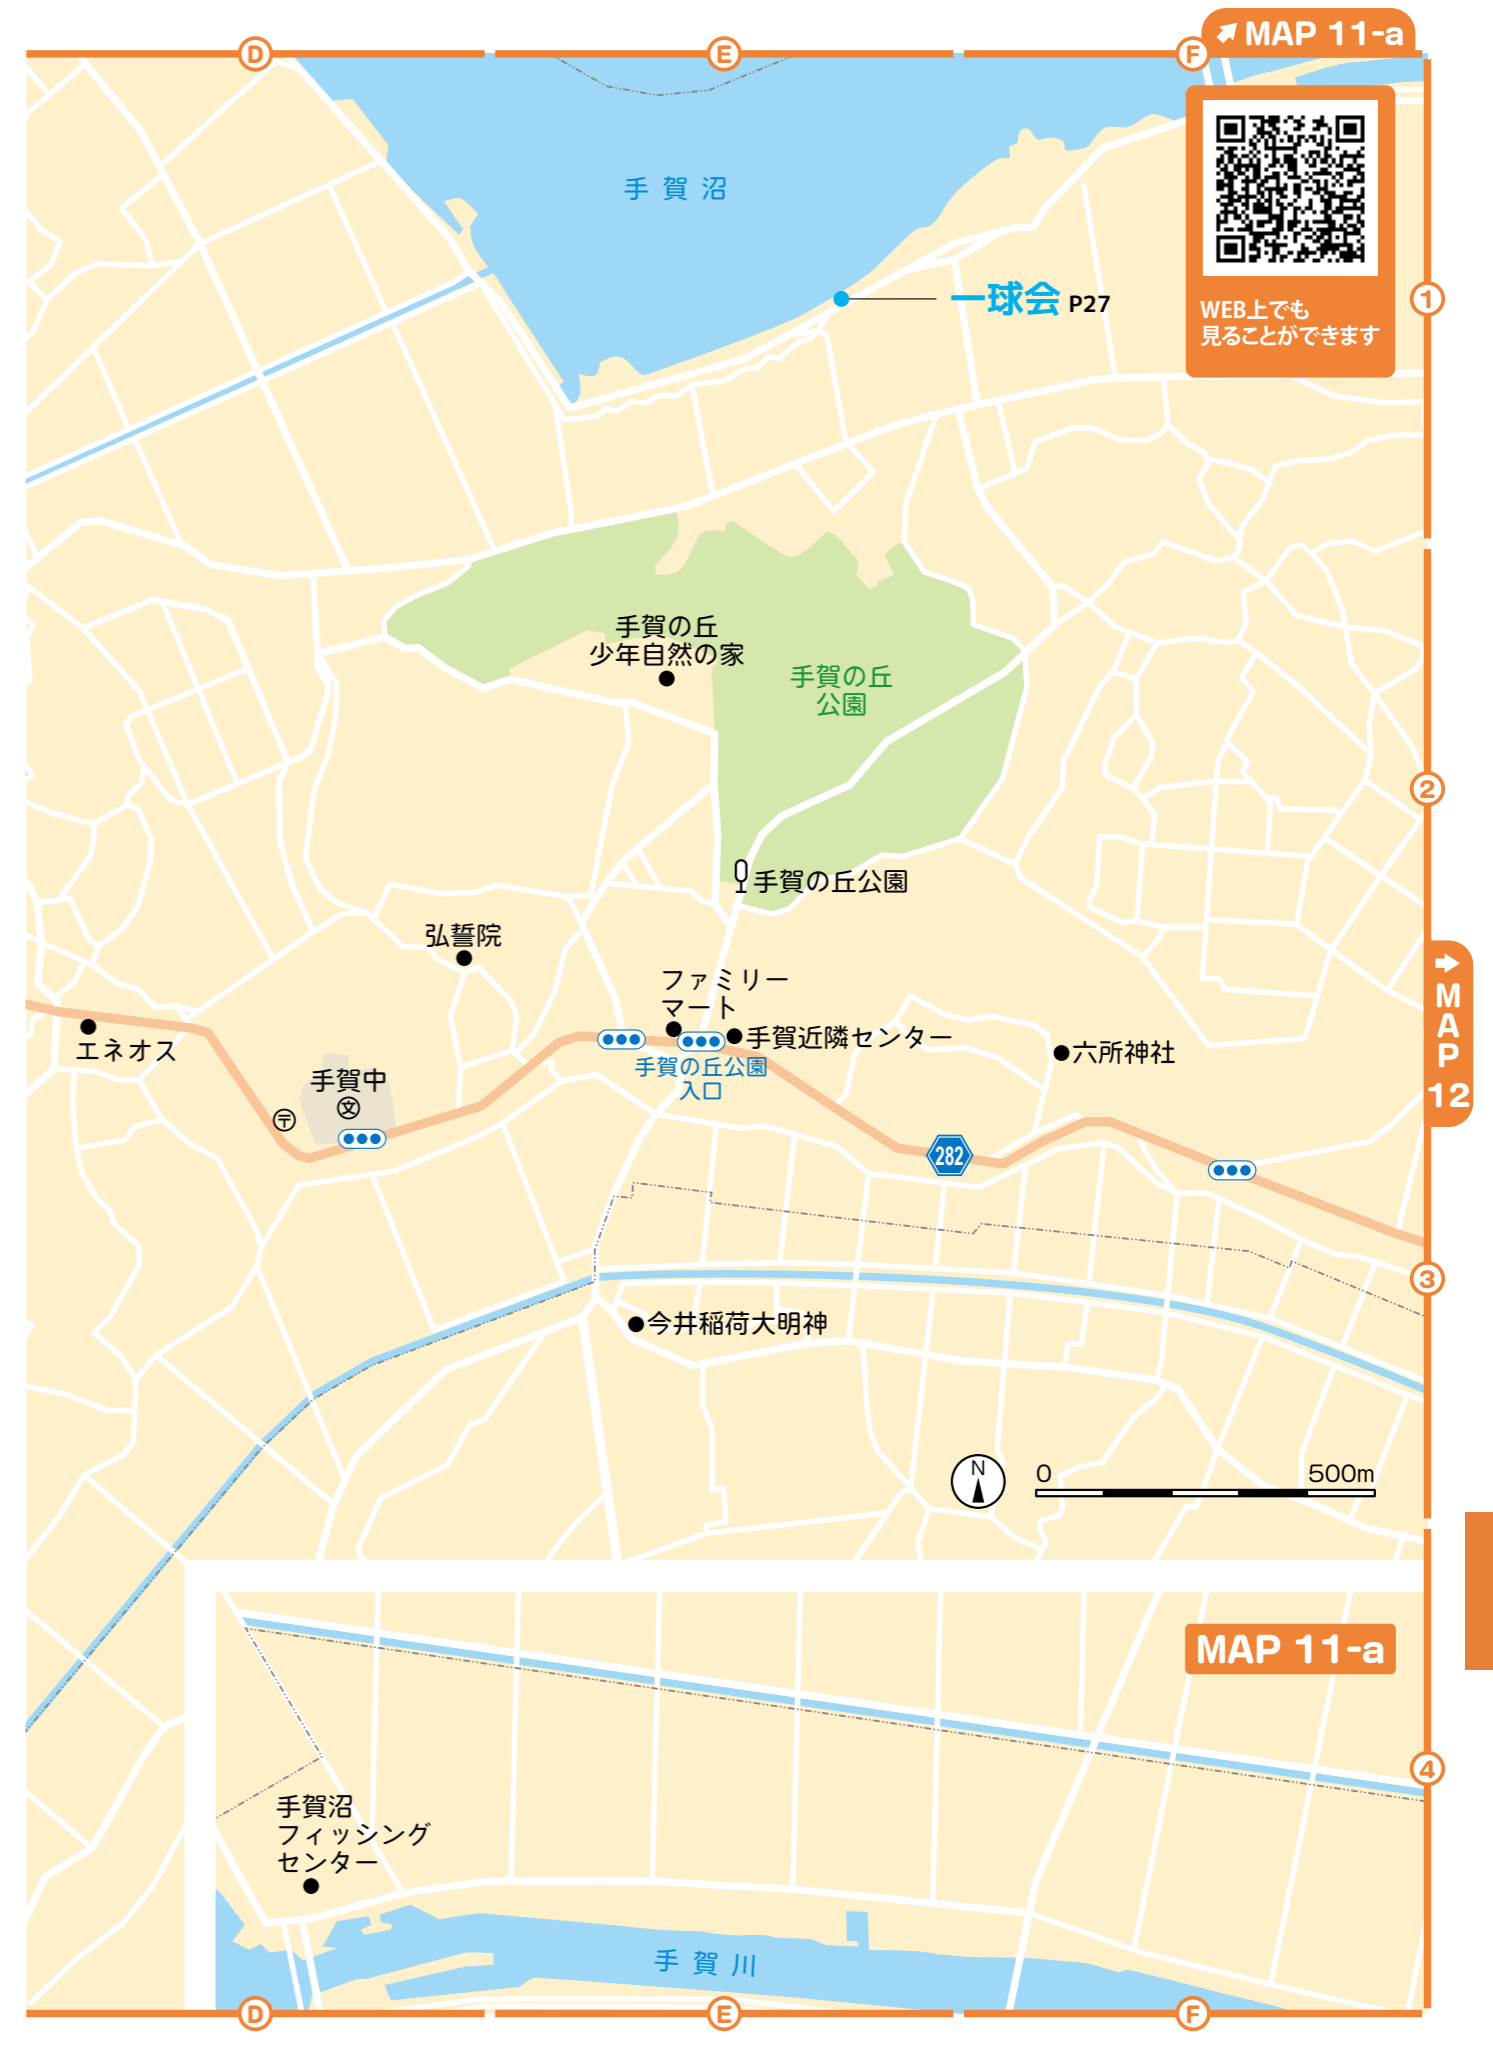 MAP 11-a
D
E
F
手賀沼
一球会 P27
WEB上でも
見ることができます
1
手賀の丘
少年自然の家
手賀の丘
公園
2
手賀の丘公園
弘誓院
ファミリー
マート
手賀近隣センター
エネオス
手賀の丘公園
入口
六所神社
手賀中
文
〒
282
MAP
12
3
今井稲荷大明神
N
0 500m
MAP 11-a
4
手賀沼
フィッシング
センター
手賀川
D
E
F